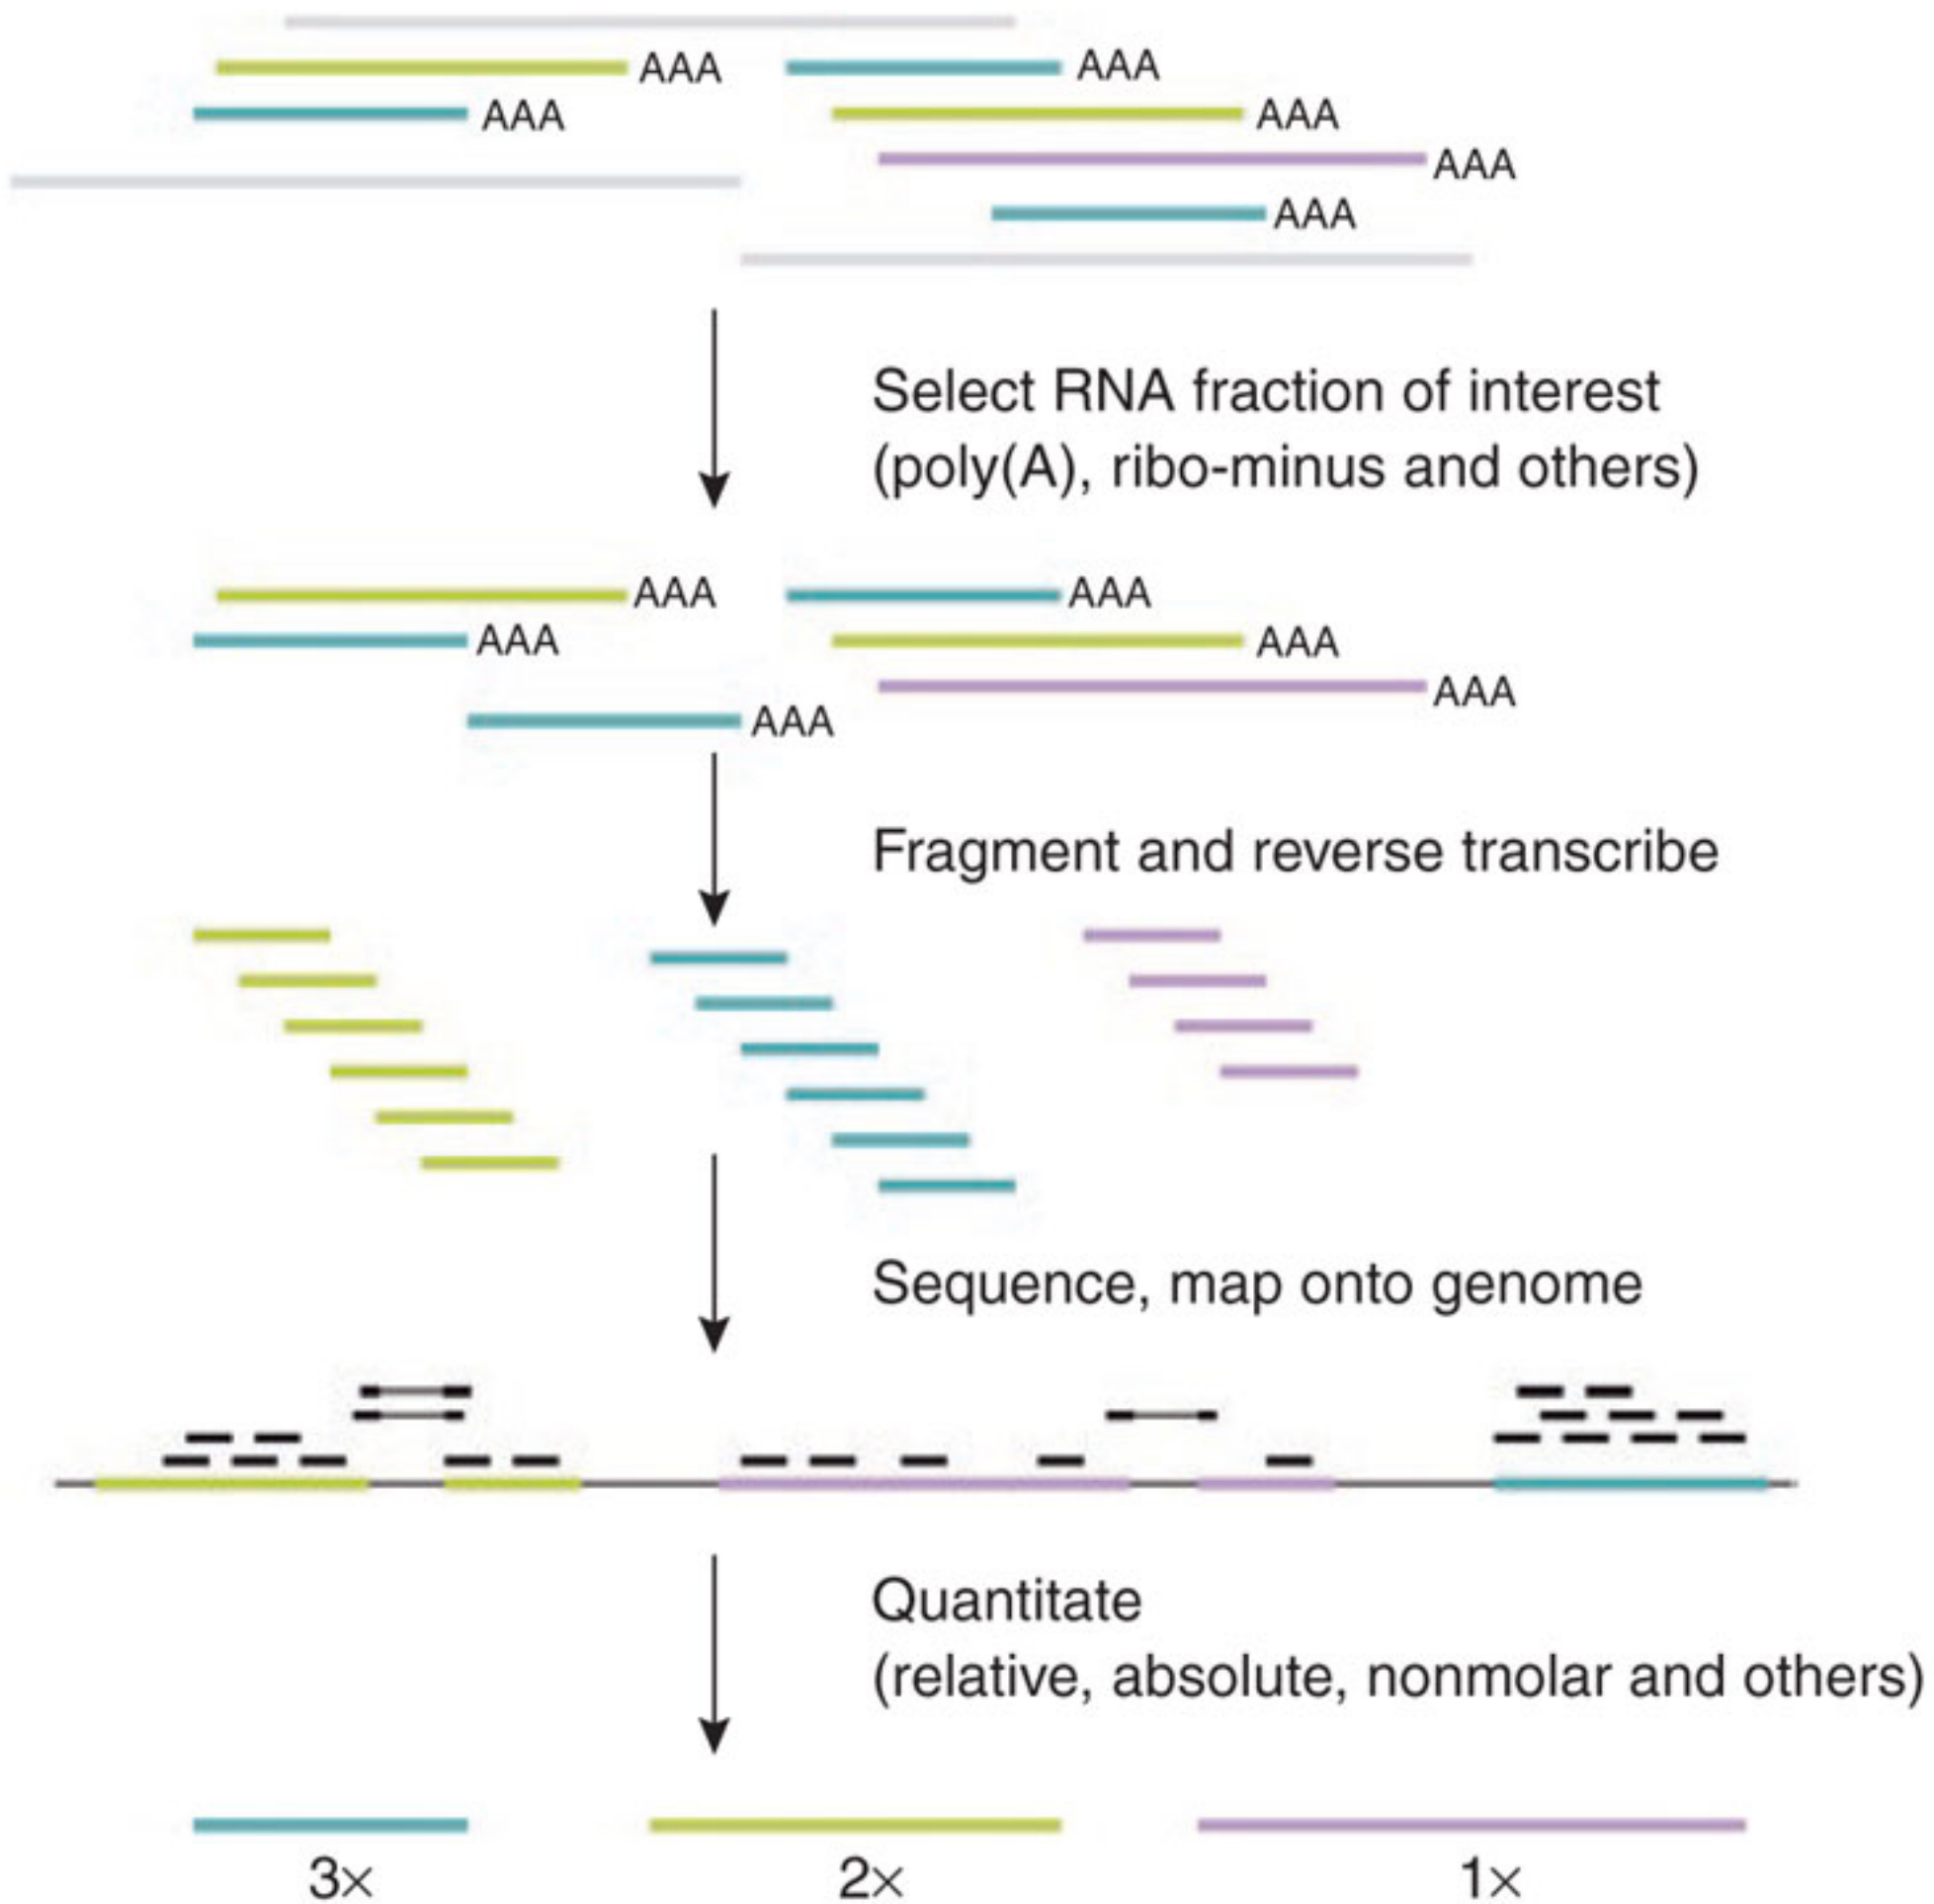 AAA
AAA
AAA
AAA
AAA
AAA
Select RNA fraction of interest
(poly(A), ribo-minus and others)
AAA
AAA
AAA
AAA
AAA
AAA
Fragment and reverse transcribe
Sequence, map onto genome
Quantitate
(relative, absolute, nonmolar and others)
3×
2×
1×